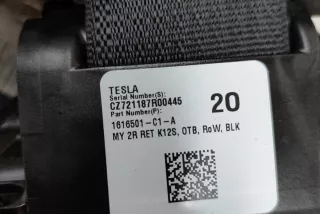 TESLA
Serial Number(S):
CZ721187R00445
20
Part Number(P):
1616501-C1-A
MY 2R RET K12S, OTB, RoW, BLK